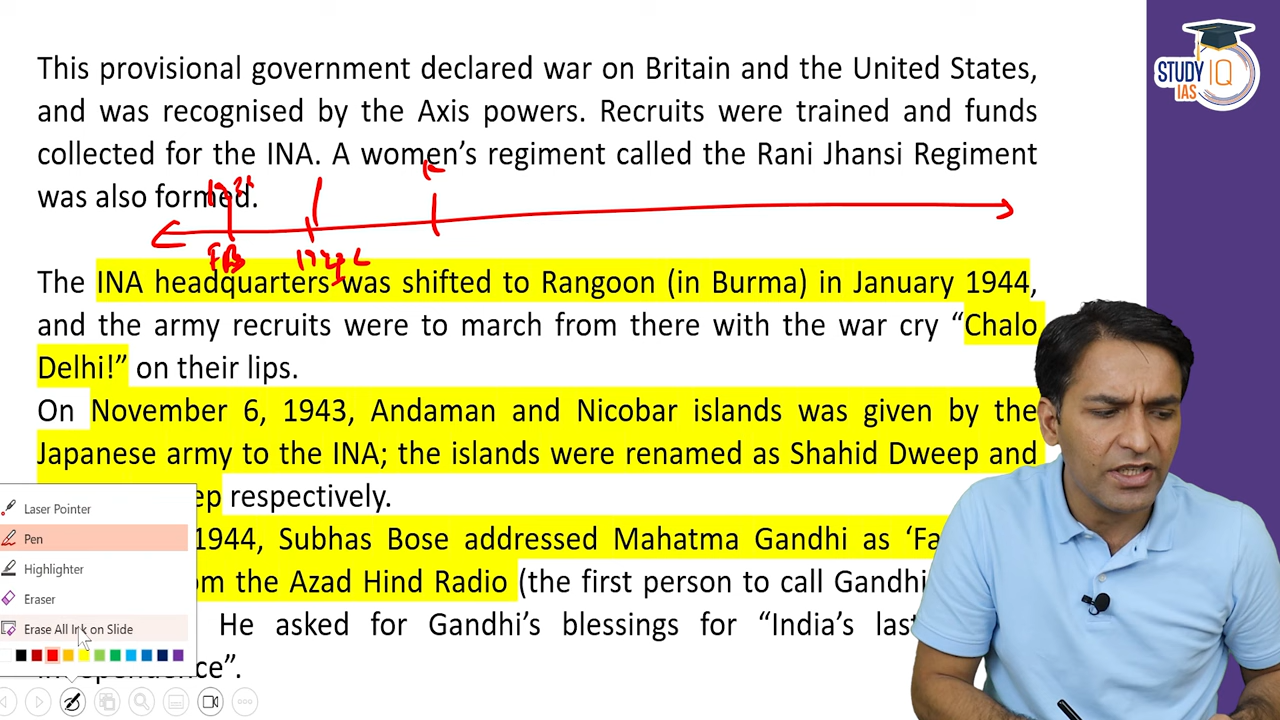 This provisional government declared war on Britain and the United States,
and was recognised by the Axis powers. Recruits were trained and funds
collected for the INA. A women’s regiment called the Rani Jhansi Regiment
was also formed.
The INA headquarters was shifted to Rangoon (in Burma) in January 1944,
and the army recruits were to march from there with the war cry “Chalo
Delhi!” on their lips.
On November 6, 1943, Andaman and Nicobar islands was given by the
Japanese army to the INA; the islands were renamed as Shahid Dweep and
respectively.
1944, Subhas Bose addressed Mahatma Gandhi as
the Azad Hind Radio (the first person to call Gandhi
He asked for Gandhi’s blessings for “India’s
STUDY IQ
IAS
Laser Pointer
Pen
Highlighter
Eraser
Erase All Ink on Slide